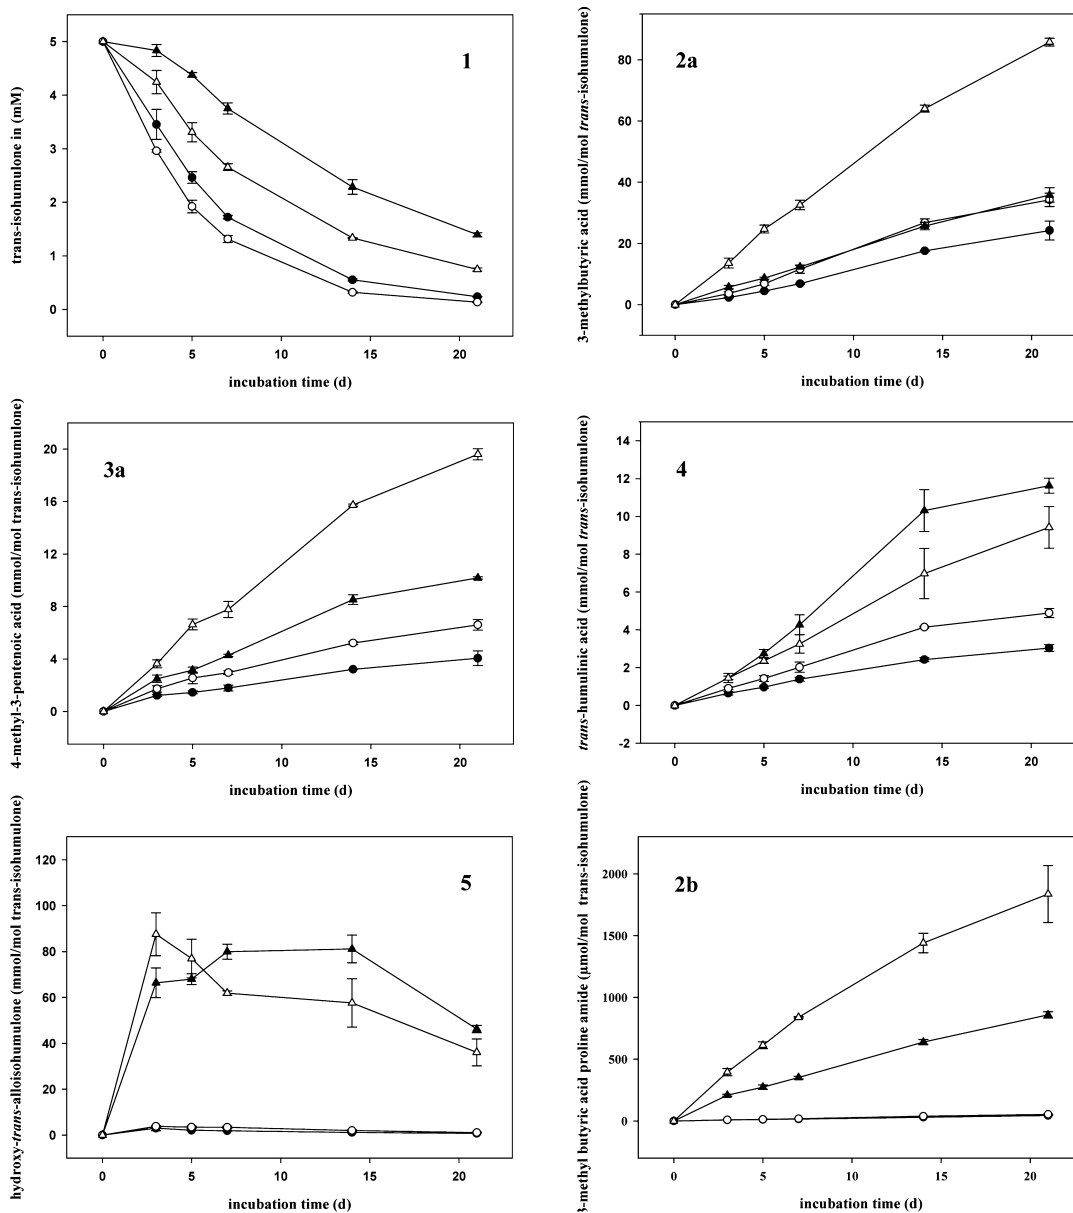 1
trans-isohumulone in (mM)
5
4
3
2
1
0
0 5 10 15 20
incubation time (d)
2a
3-methylbutyric acid (mmol/mol trans-isohumulone)
80
60
40
20
0
0 5 10 15 20
incubation time (d)
3a
4-methyl-3-pentenoic acid (mmol/mol trans-isohumulone)
20
16
12
8
4
0
0 5 10 15 20
incubation time (d)
4
trans-humulinic acid (mmol/mol trans-isohumulone)
14
12
10
8
6
4
2
0
-2
0 5 10 15 20
incubation time (d)
5
hydroxy-trans-alloisohumulone (mmol/mol trans-isohumulone)
120
100
80
60
40
20
0
0 5 10 15 20
incubation time (d)
2b
3-methyl butyric acid proline amide (µmol/mol trans-isohumulone)
2000
1500
1000
500
0
0 5 10 15 20
incubation time (d)